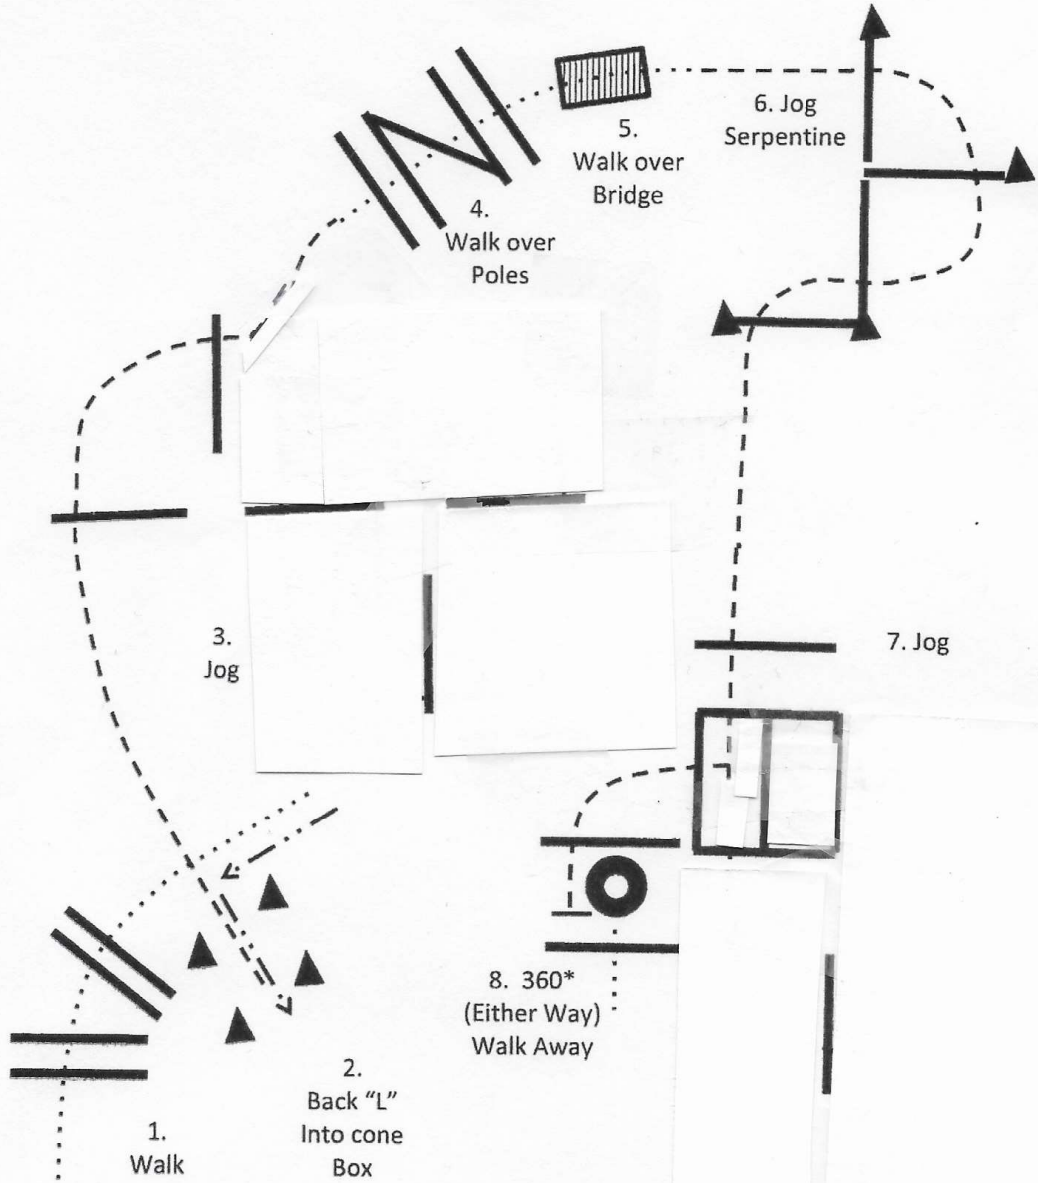 6. Jog
Serpentine
5.
Walk over
Bridge
4.
Walk over
Poles
3.
Jog
7. Jog
8. 360*
(Either Way)
Walk Away
2.
Back “L”
Into cone
Box
1.
Walk